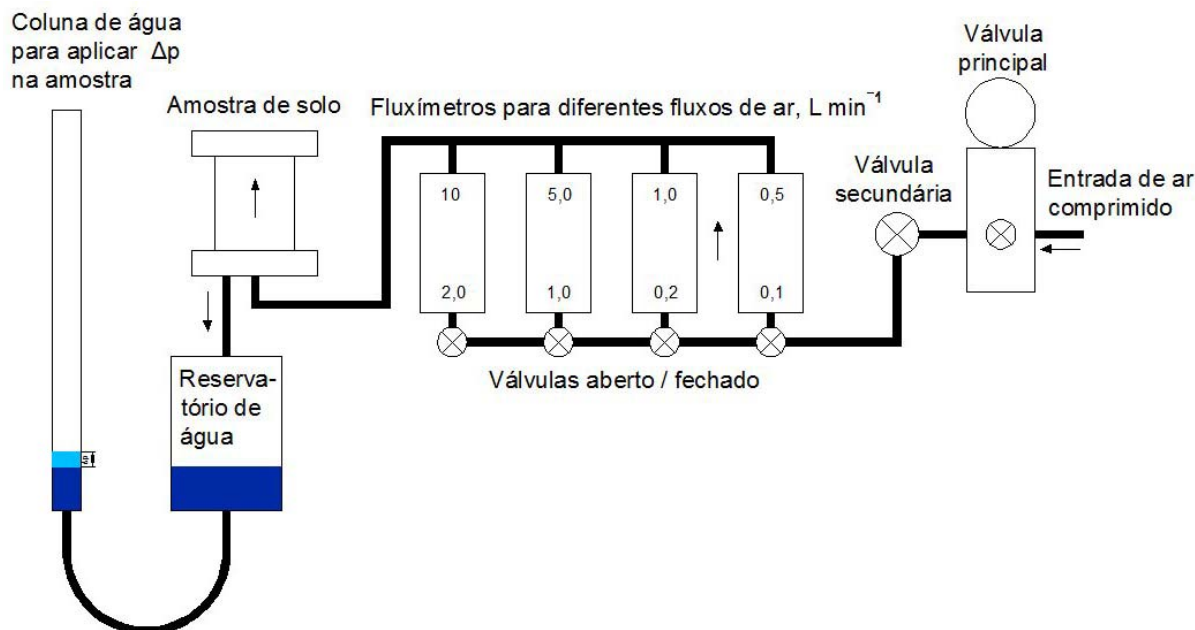 Coluna de água
para aplicar Δp
na amostra
Amostra de solo
Fluxímetros para diferentes fluxos de ar, L min⁻¹
Válvula
principal
Válvula
secundária
Entrada de ar
comprimido
10
5,0
1,0
0,5
2,0
1,0
0,2
0,1
Válvulas aberto / fechado
Reserva-
tório de
água